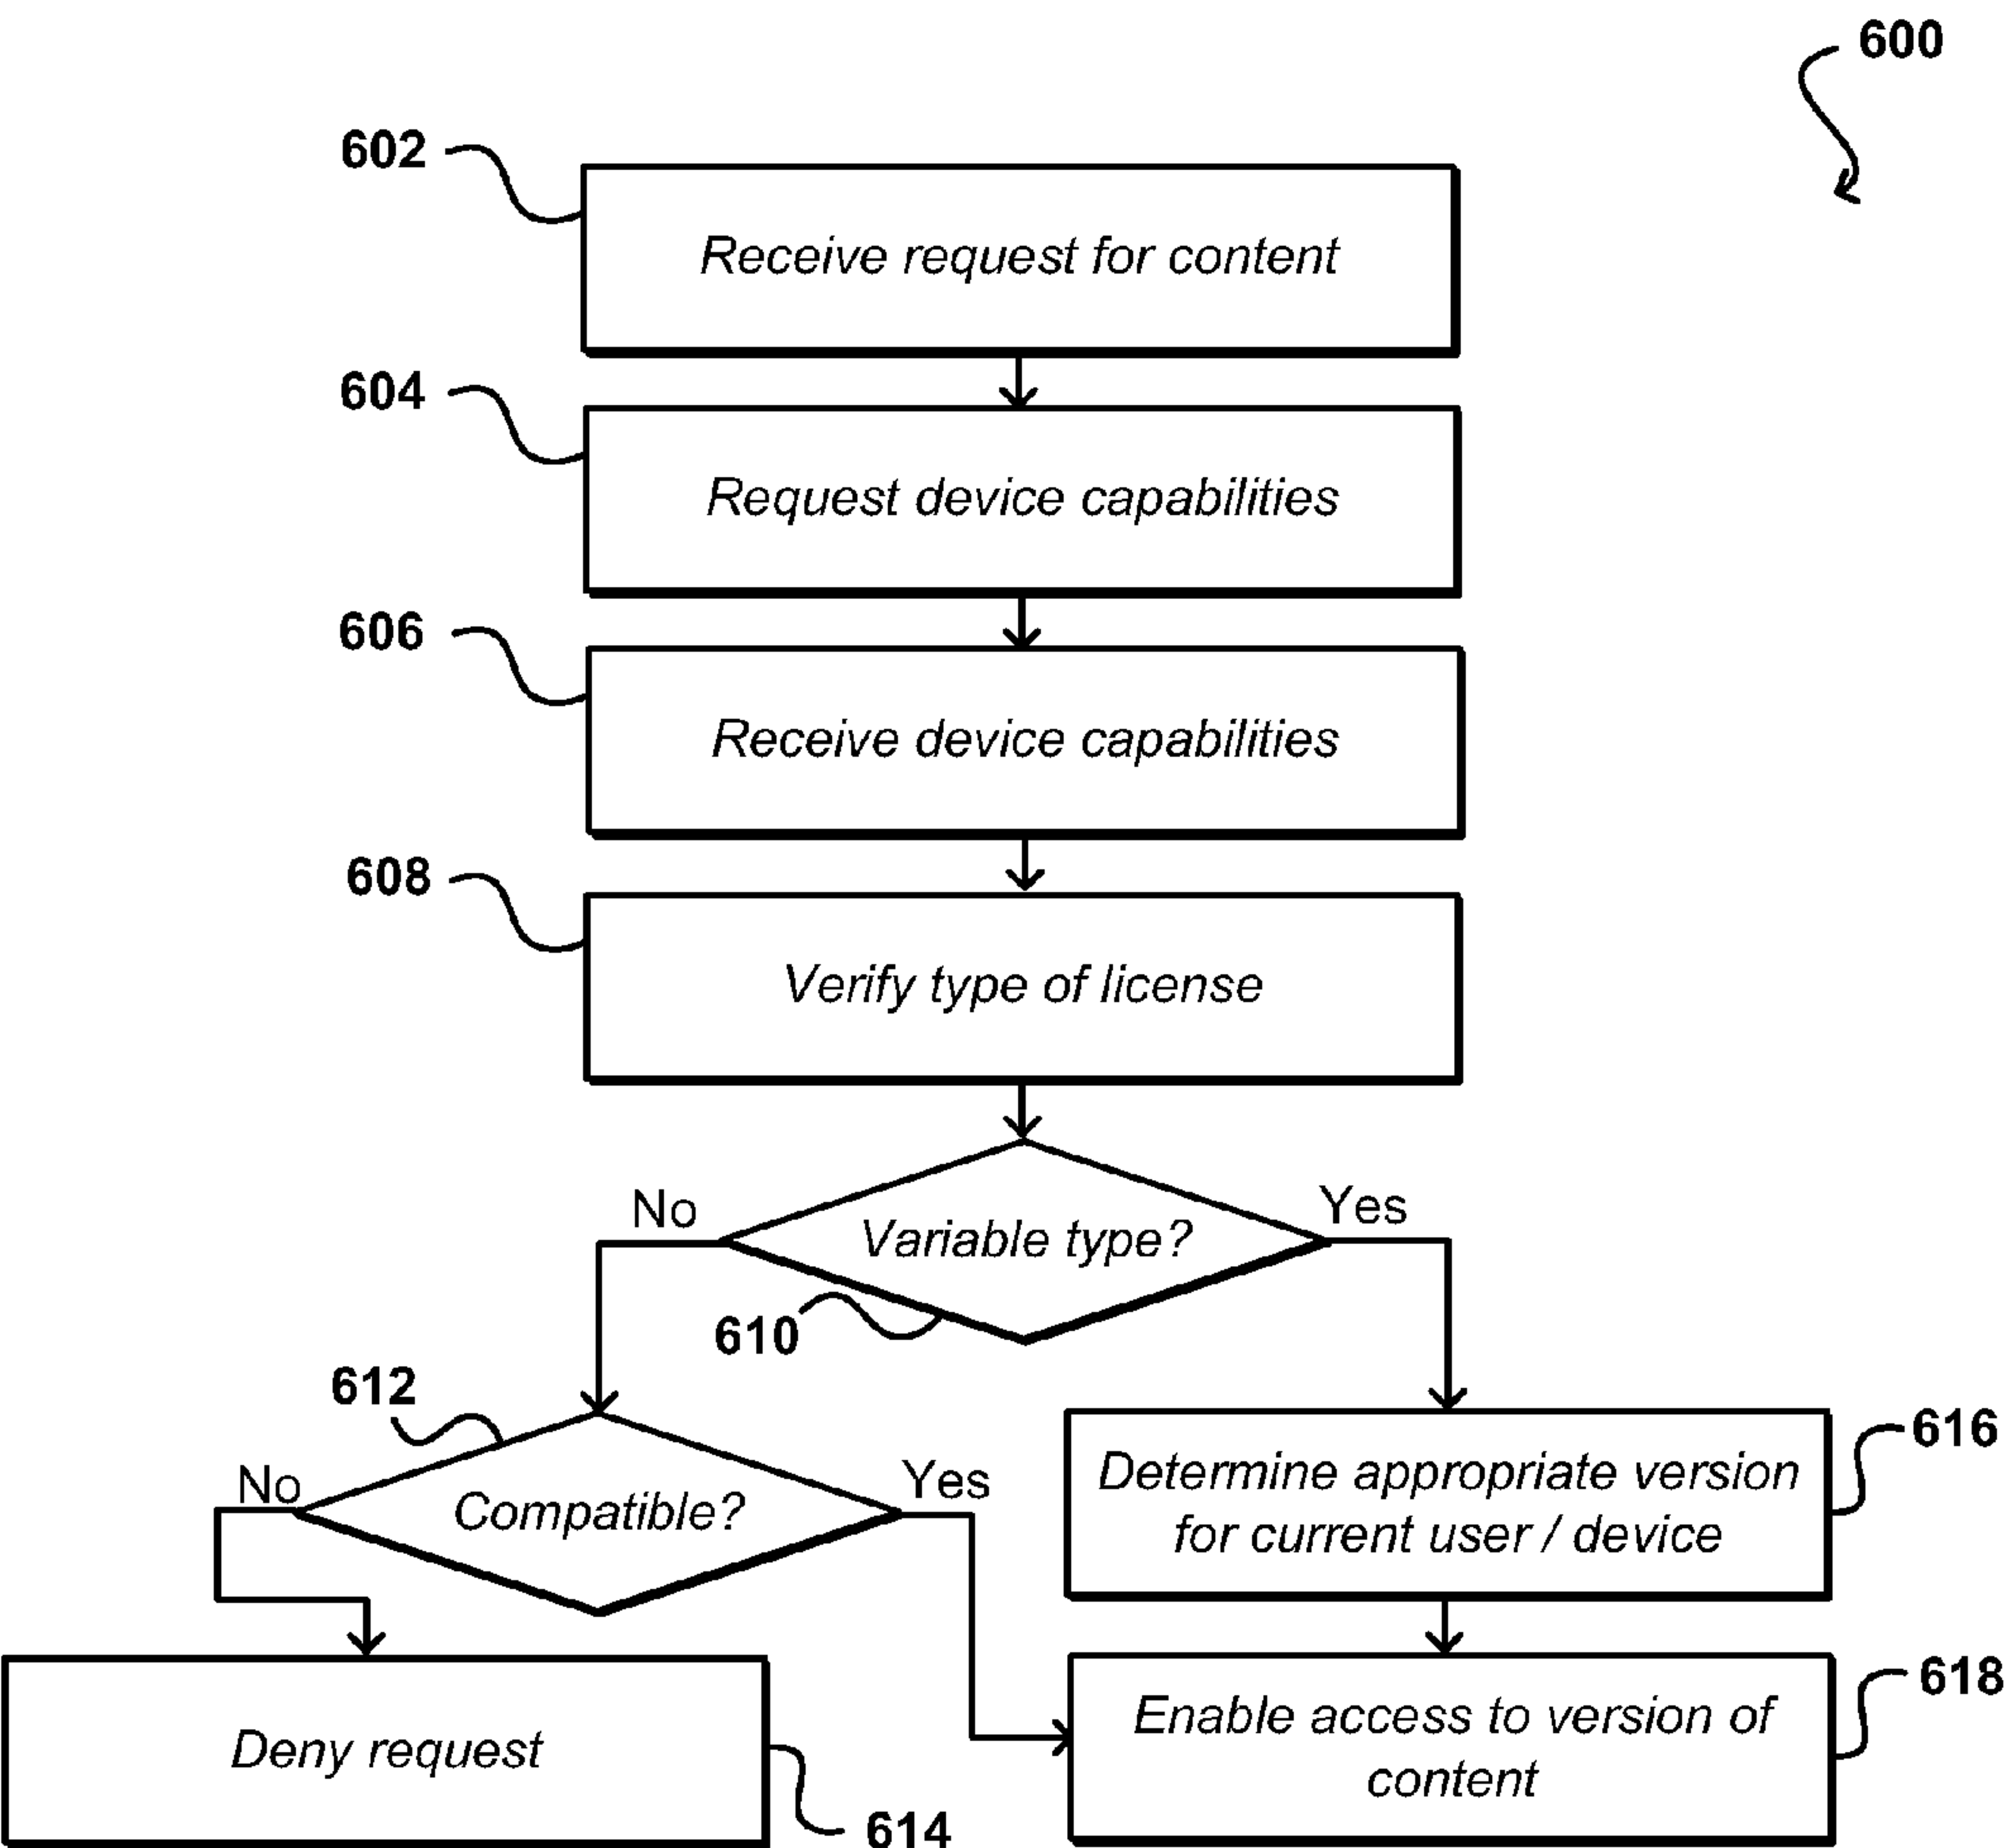 600
602
Receive request for content
604
Request device capabilities
606
Receive device capabilities
608
Verify type of license
No
Variable type?
Yes
610
612
No
Compatible?
Yes
Determine appropriate version
for current user / device
616
Deny request
614
Enable access to version of
content
618